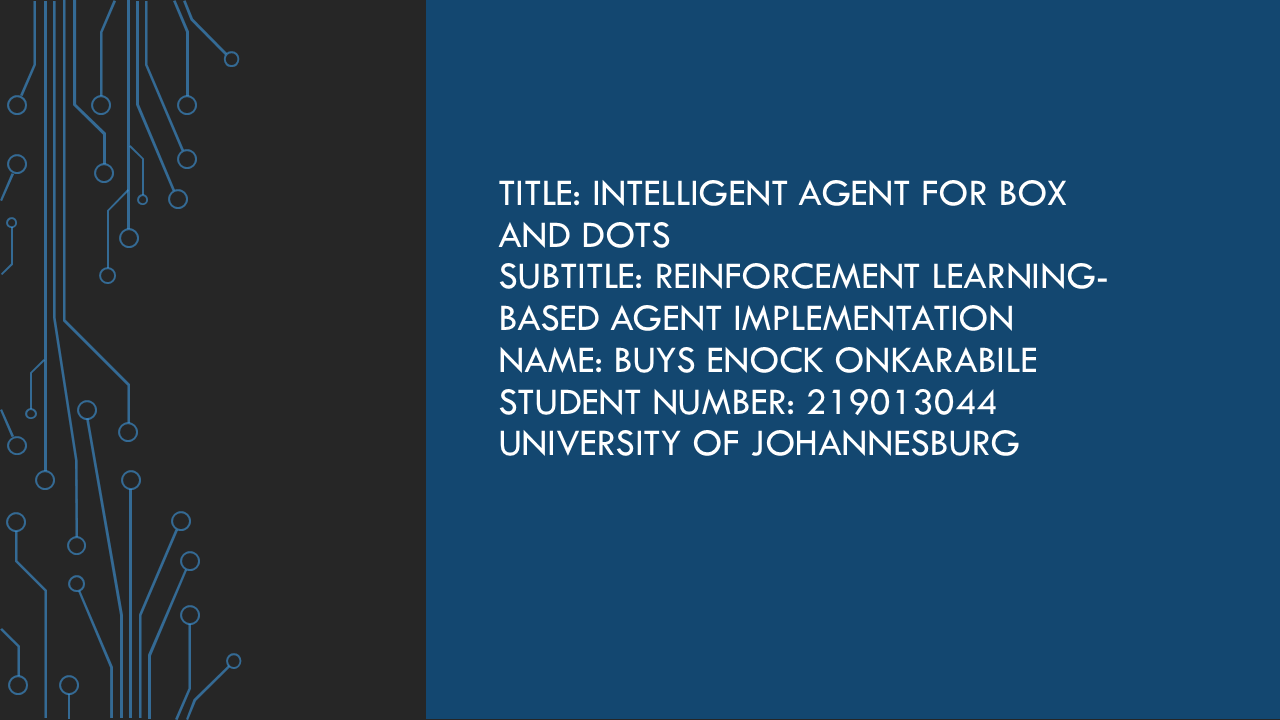 TITLE: INTELLIGENT AGENT FOR BOX
AND DOTS
SUBTITLE: REINFORCEMENT LEARNING-
BASED AGENT IMPLEMENTATION
NAME: BUYS ENOCK ONKARABILE
STUDENT NUMBER: 219013044
UNIVERSITY OF JOHANNESBURG